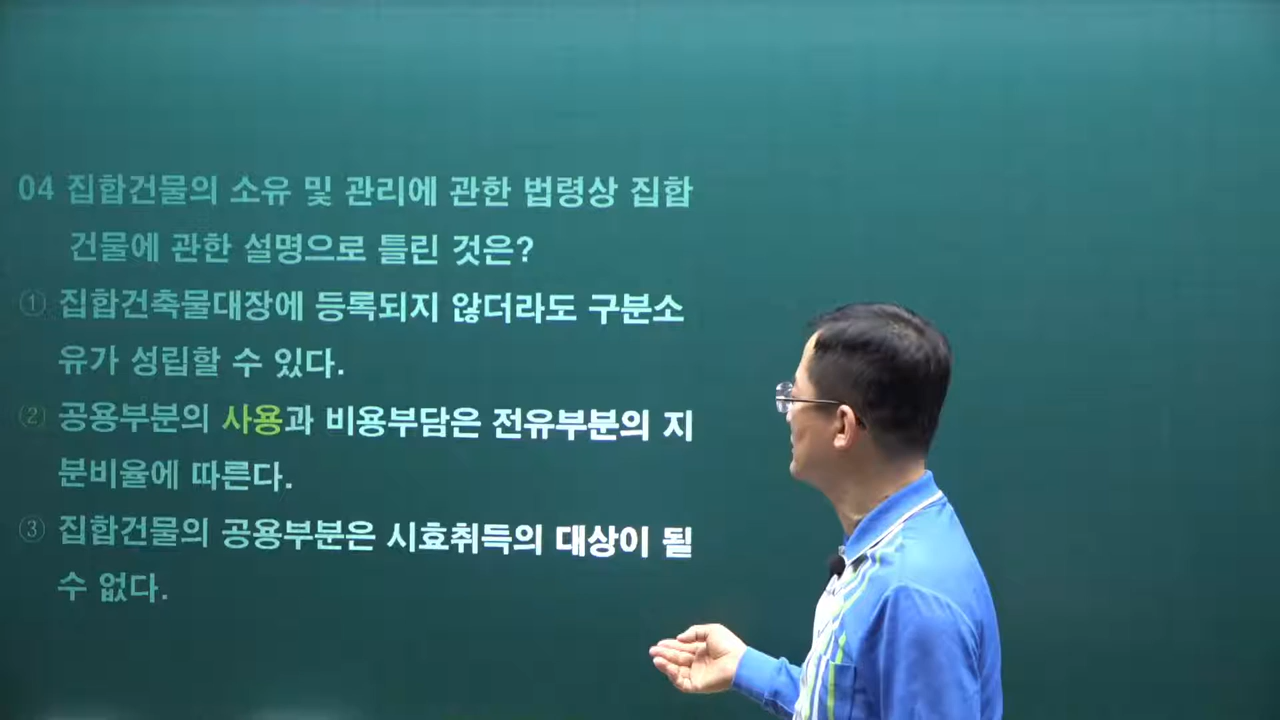 04 집합건물의 소유 및 관리에 관한 법령상 집합
건물에 관한 설명으로 틀린 것은?
① 집합건축물대장에 등록되지 않더라도 구분소
유가 성립할 수 있다.
② 공용부분의 사용과 비용부담은 전유부분의 지
분비율에 따른다.
③ 집합건물의 공용부분은 시효취득의 대상이 될
수 없다.